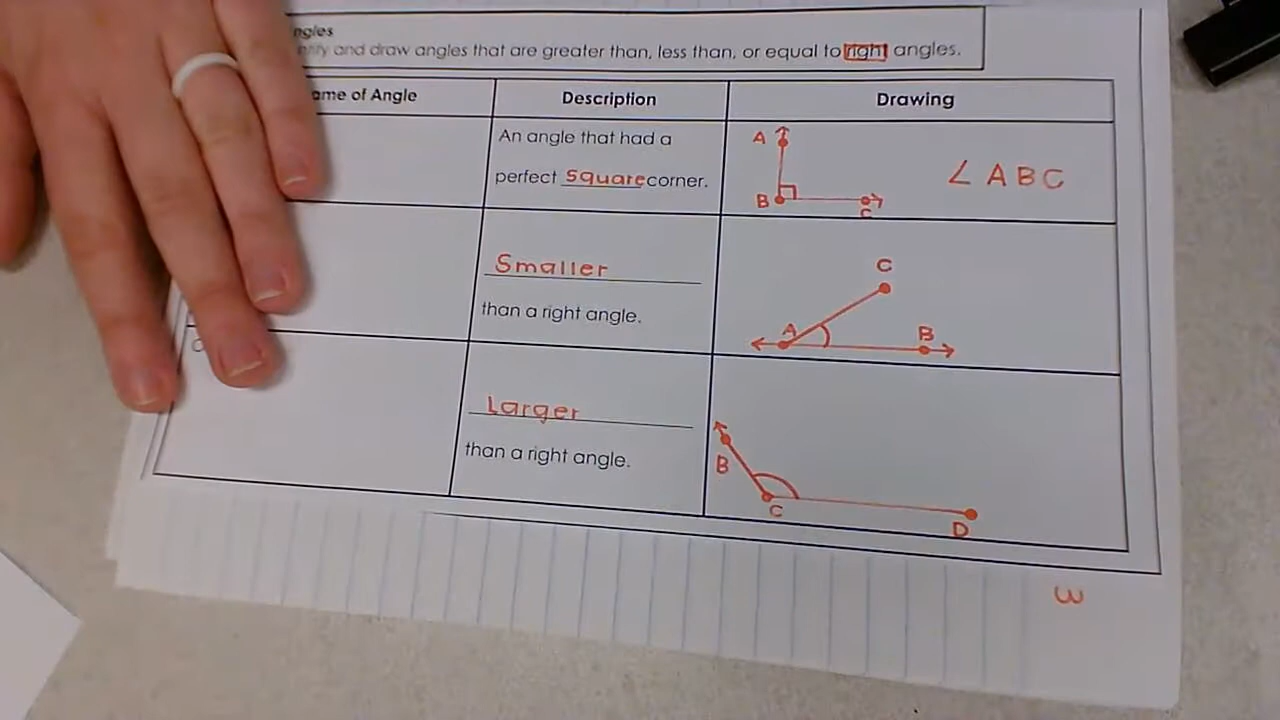 ngles
and draw angles that are greater than, less than, or equal to right angles.
ame of Angle
Description
Drawing
An angle that had a
perfect square corner.
A
B
C
∠ABC
Smaller
than a right angle.
C
A
B
Larger
than a right angle.
B
C
D
3